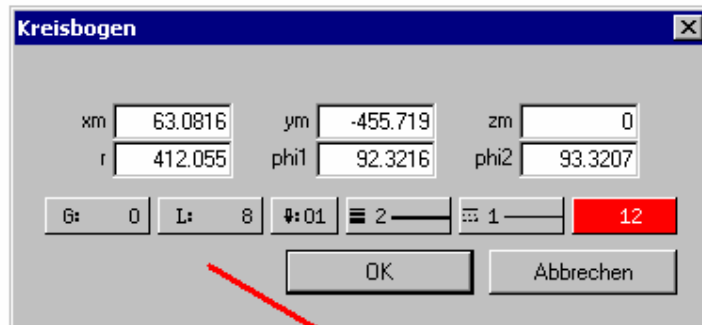 Kreisbogen
xm 63.0816 ym -455.719 zm 0
r 412.055 phi1 92.3216 phi2 93.3207
G: 0 L: 8 :01 2 1 12
OK Abbrechen